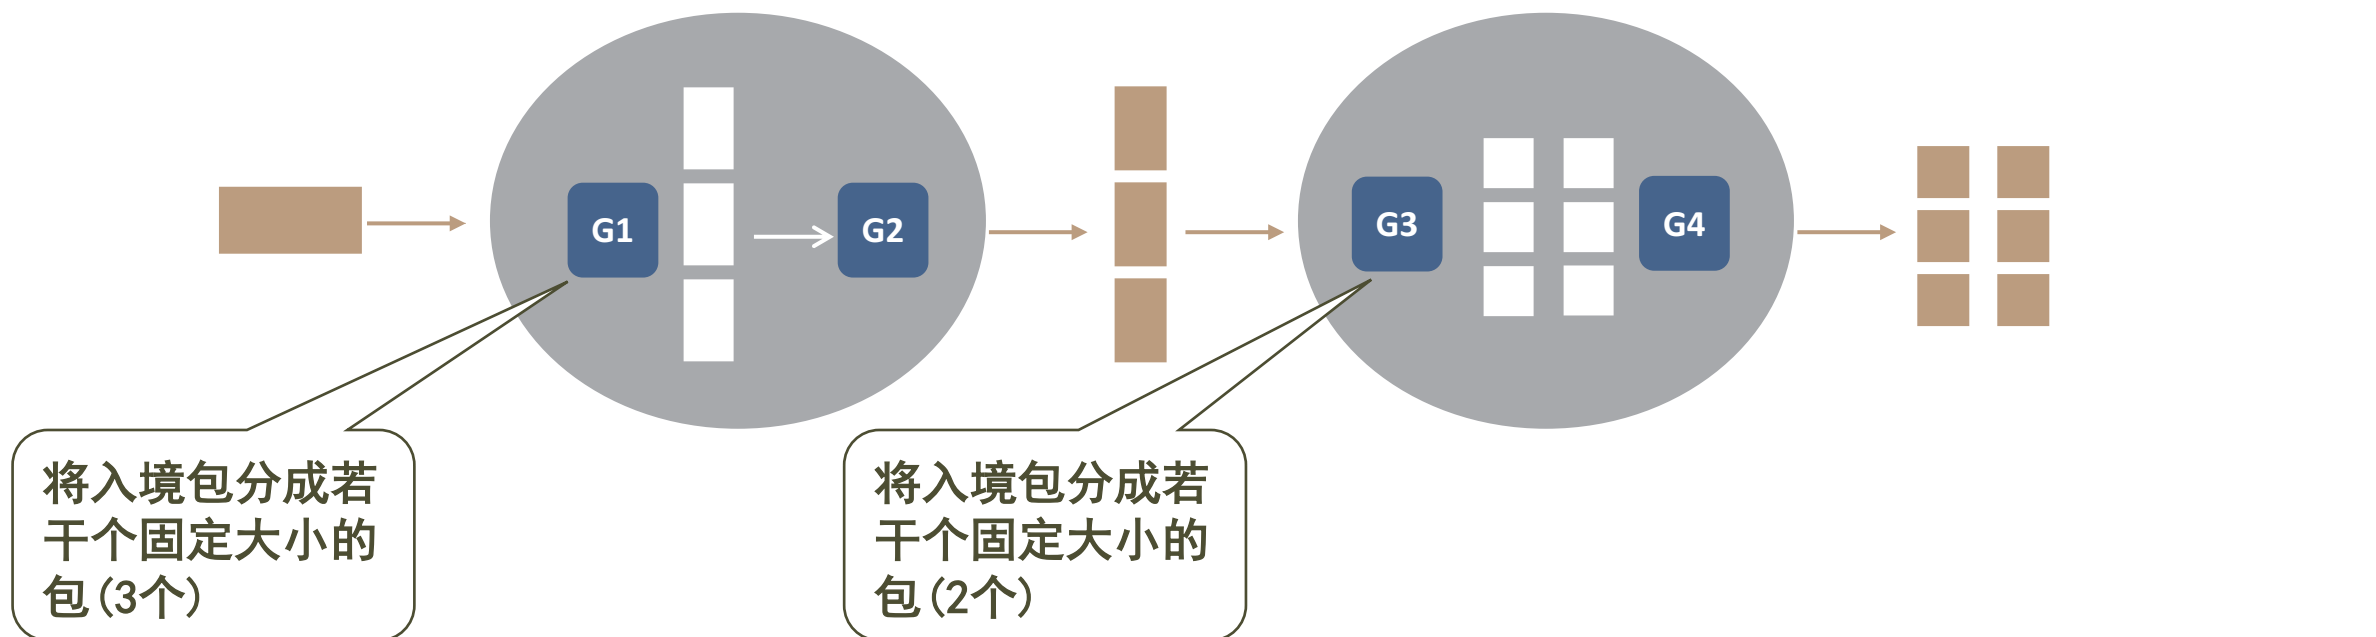 G1
G2
G3
G4
将入境包分成若
干个固定大小的
包(3个)
将入境包分成若
干个固定大小的
包(2个)